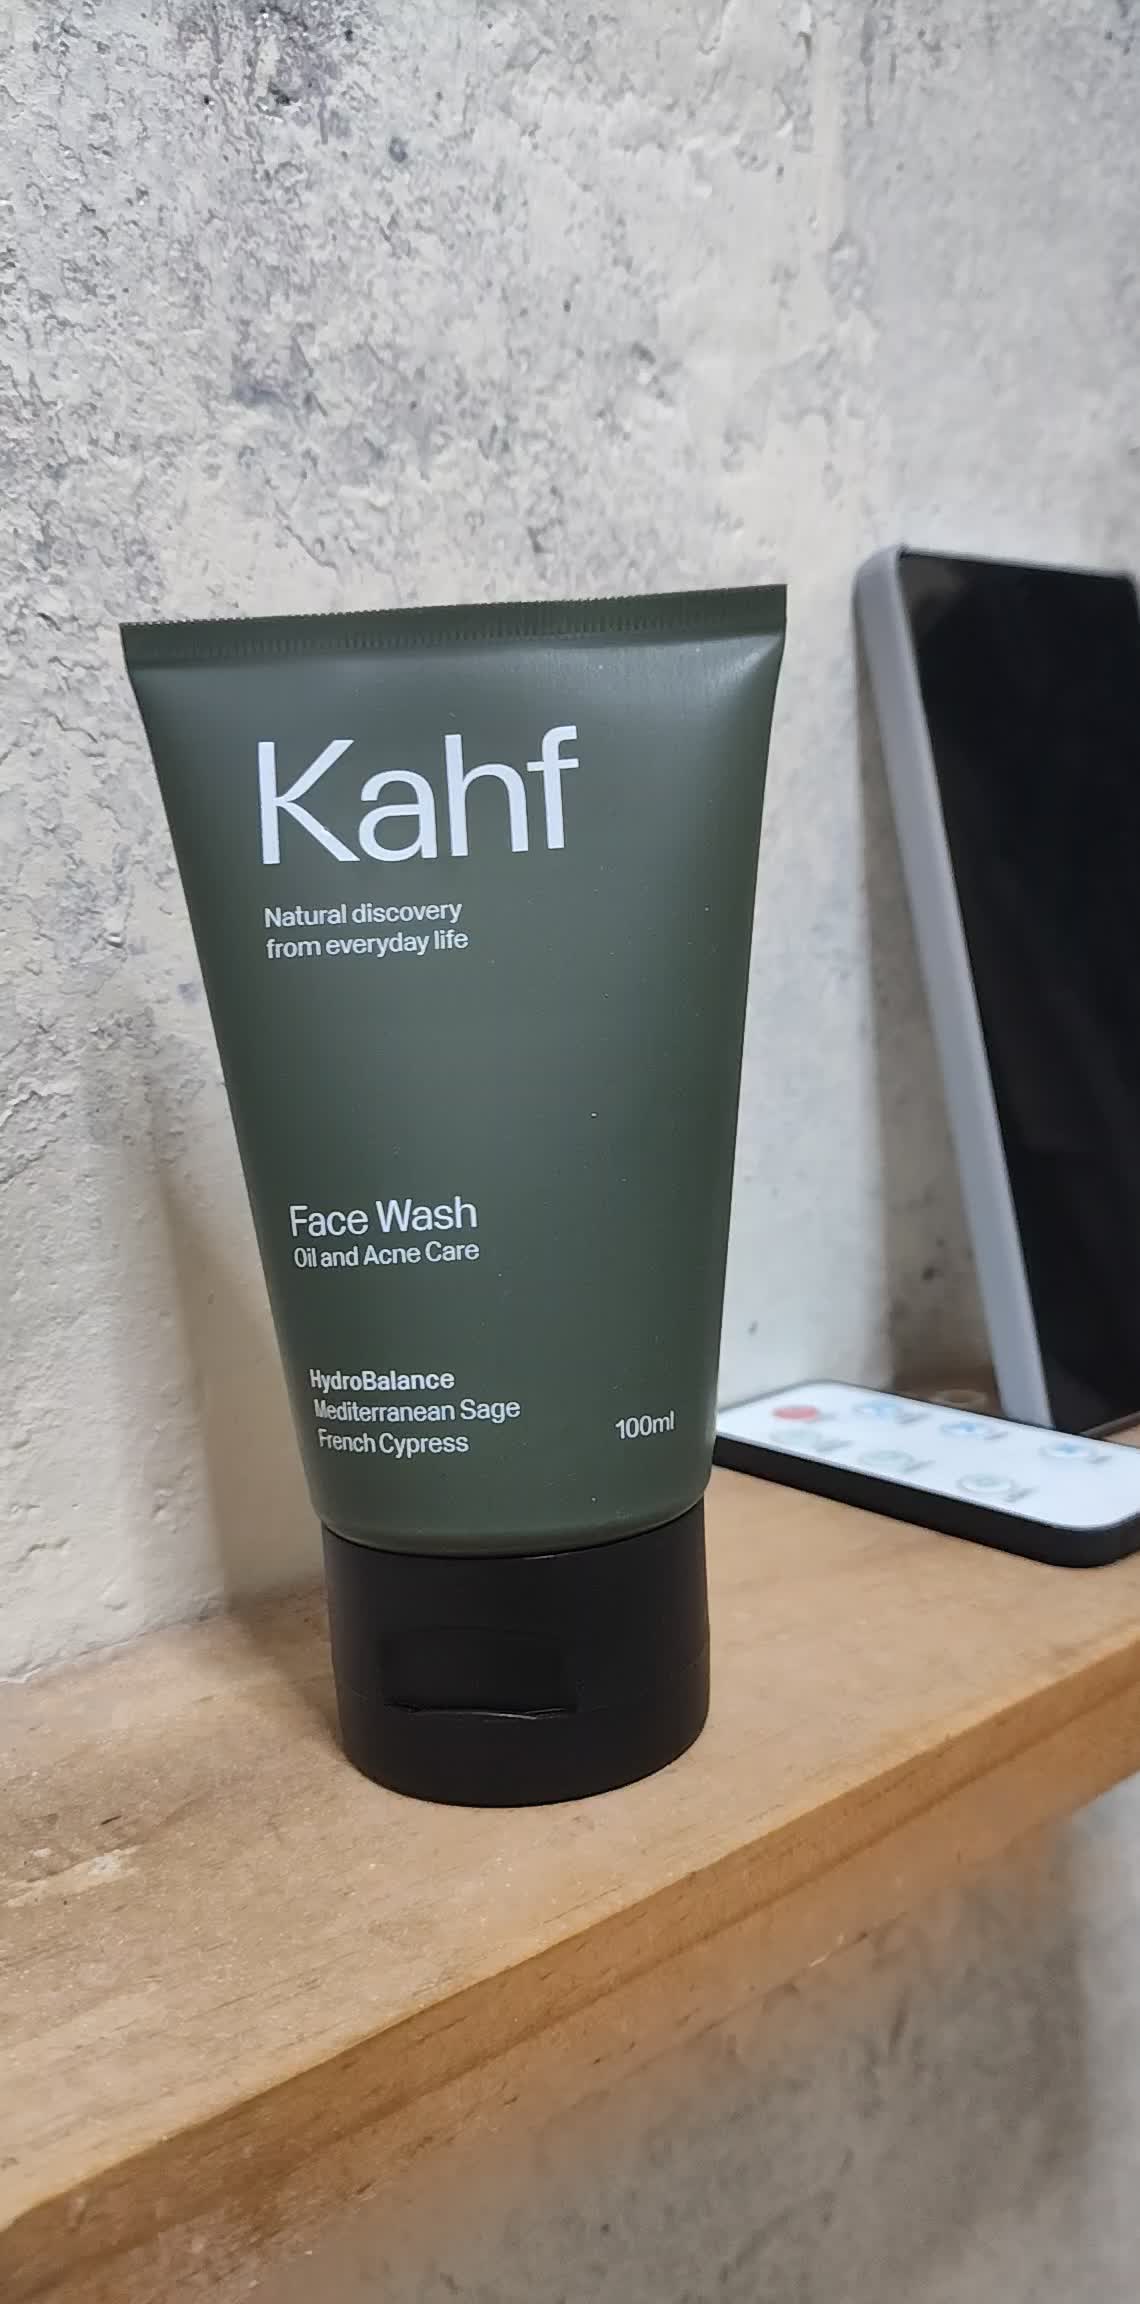 Kahf
Natural discovery
from everyday life
Face Wash
Oil and Acne Care
HydroBalance
Mediterranean Sage
French Cypress
100ml